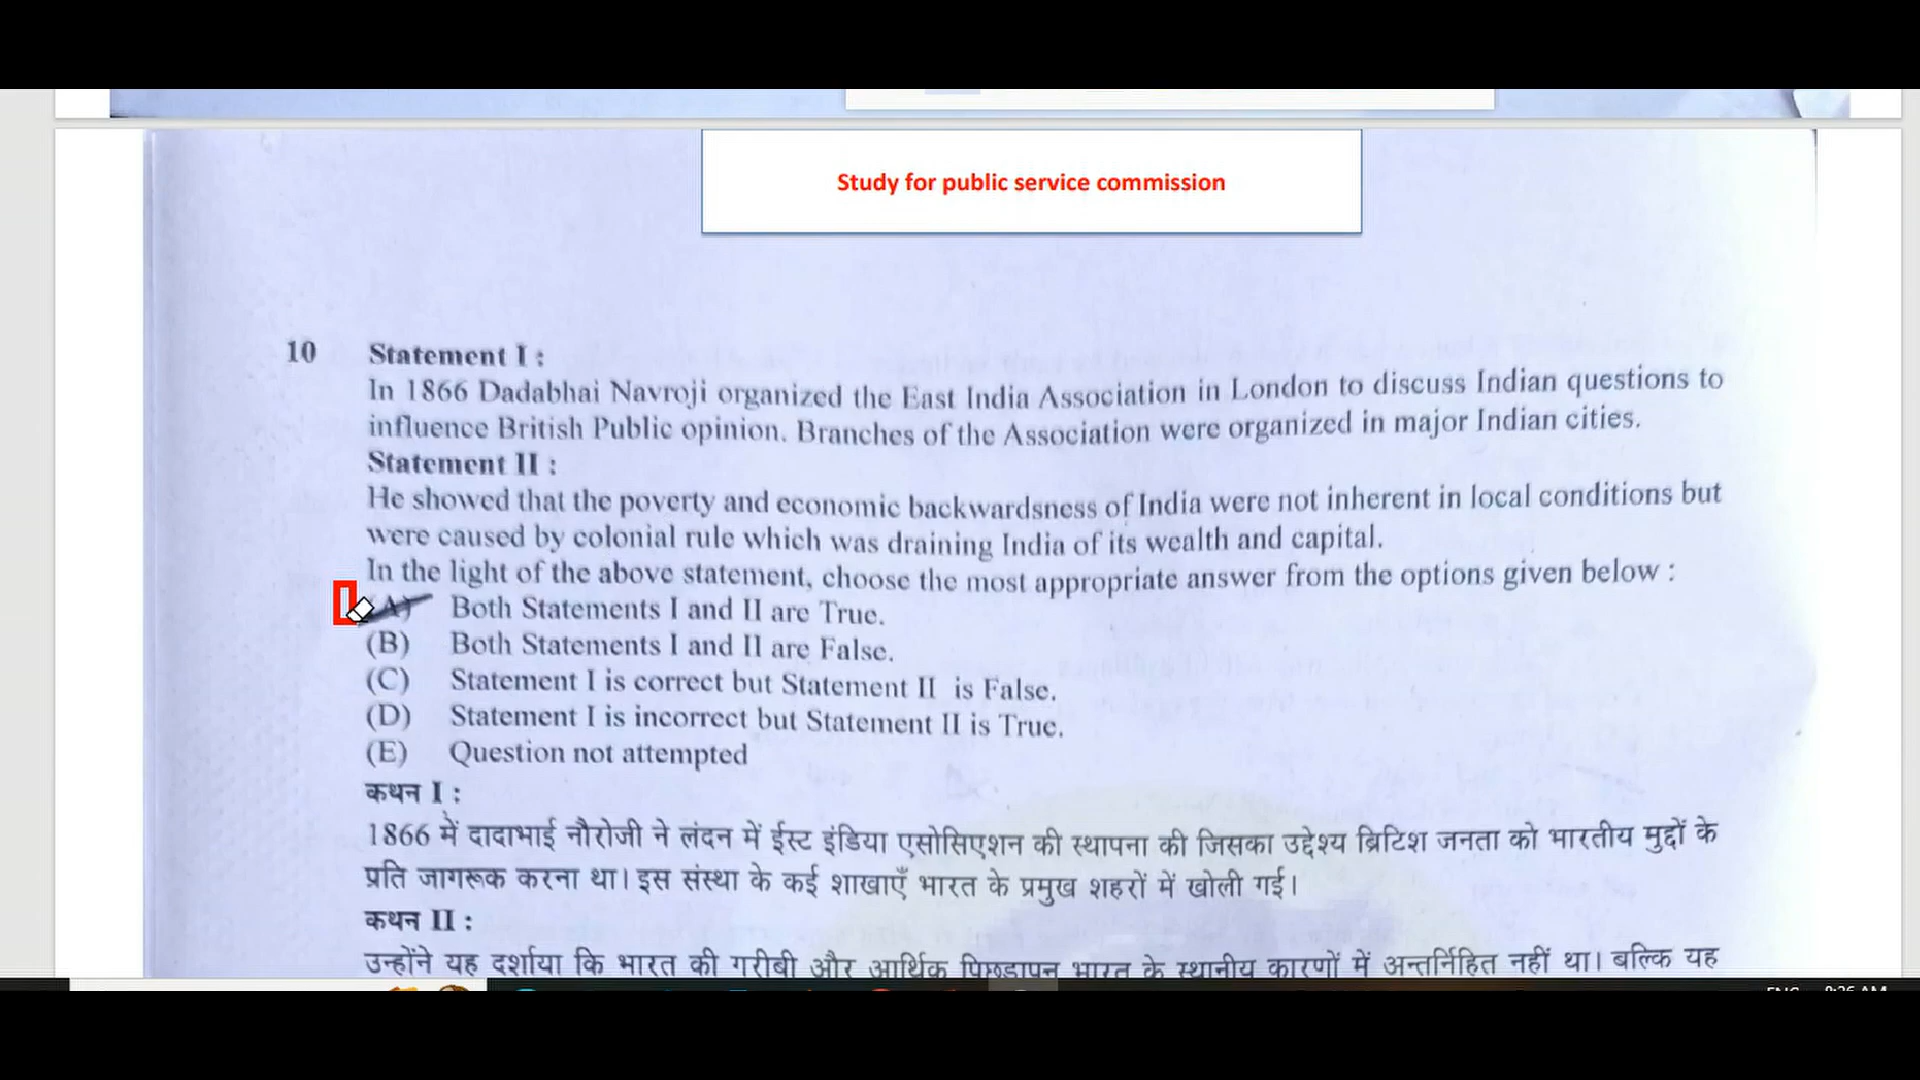 Study for public service commission
10 Statement I :
In 1866 Dadabhai Navroji organized the East India Association in London to discuss Indian questions to
influence British Public opinion. Branches of the Association were organized in major Indian cities.
Statement II :
He showed that the poverty and economic backwardsness of India were not inherent in local conditions but
were caused by colonial rule which was draining India of its wealth and capital.
In the light of the above statement, choose the most appropriate answer from the options given below :
(A) Both Statements I and II are True.
(B) Both Statements I and II are False.
(C) Statement I is correct but Statement II is False.
(D) Statement I is incorrect but Statement II is True.
(E) Question not attempted
कथन I :
1866 में दादाभाई नौरोजी ने लंदन में ईस्ट इंडिया एसोसिएशन की स्थापना की जिसका उद्देश्य ब्रिटिश जनता को भारतीय मुद्दों के
प्रति जागरूक करना था। इस संस्था के कई शाखाएँ भारत के प्रमुख शहरों में खोली गई।
कथन II :
उन्होंने यह दर्शाया कि भारत की गरीबी और आर्थिक पिछड़ापन भारत के स्थानीय कारणों में अन्तर्निहित नहीं था। बल्कि यह